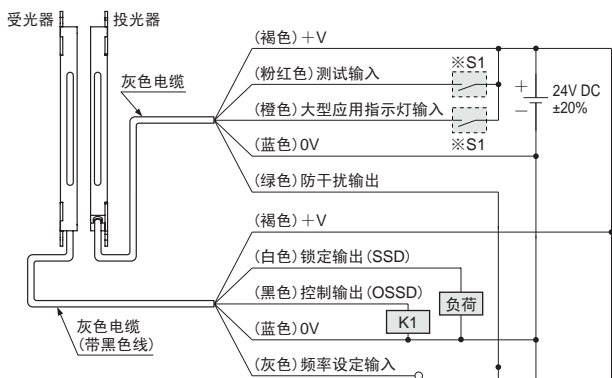 受光器 投光器
灰色电缆
(褐色)＋V
(粉红色)测试输入
※S1
(橙色)大型应用指示灯输入
※S1
(蓝色)0V
(绿色)防干扰输出
＋
－
24V DC
±20%
(褐色)＋V
(白色)锁定输出(SSD)
(黑色)控制输出(OSSD)
K1
负荷
(蓝色)0V
(灰色)频率设定输入
灰色电缆
(带黑色线)